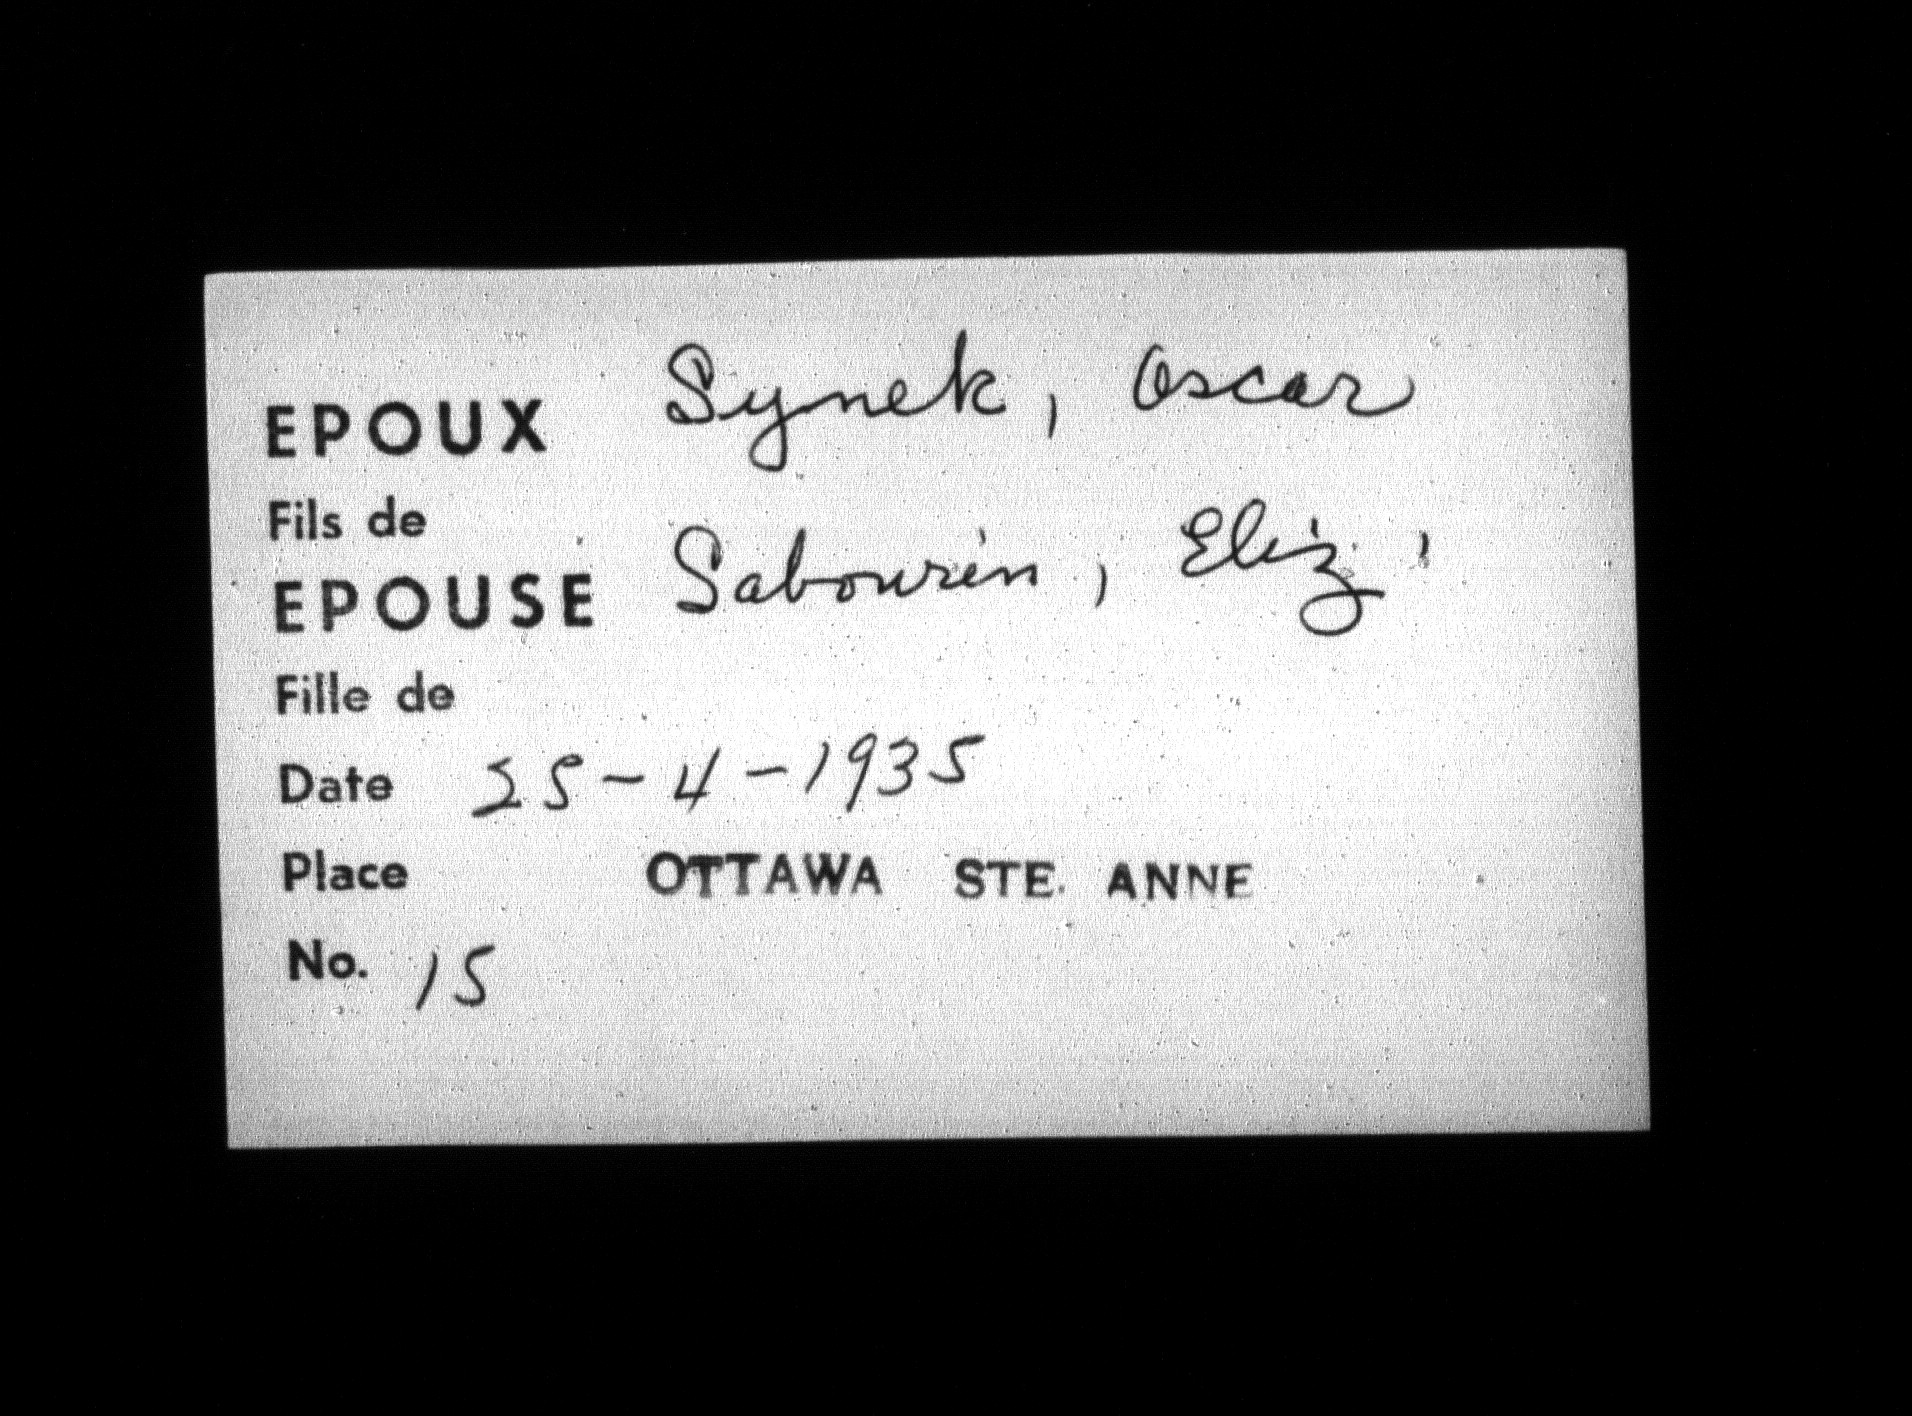 EPOUX Synek, Oscar
Fils de
EPOUSE Sabourin, Eliz.
Fille de
Date 25-4-1935
Place OTTAWA STE. ANNE
No. 15